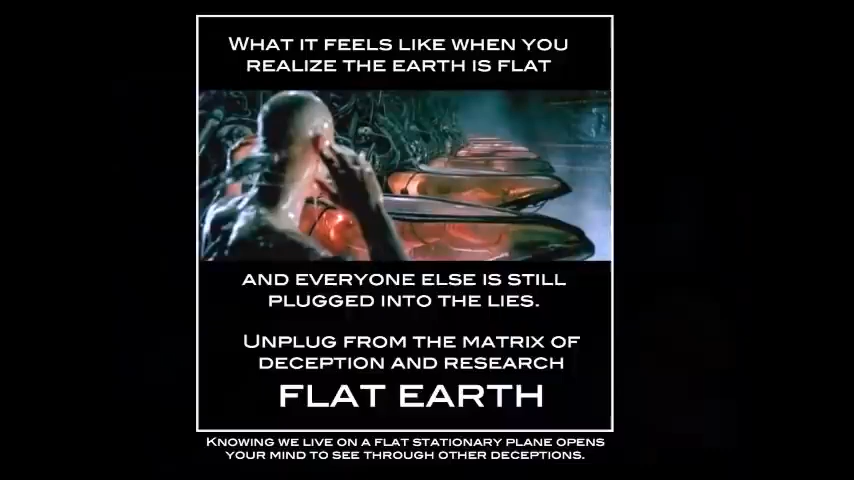 WHAT IT FEELS LIKE WHEN YOU
REALIZE THE EARTH IS FLAT
AND EVERYONE ELSE IS STILL
PLUGGED INTO THE LIES.
UNPLUG FROM THE MATRIX OF
DECEPTION AND RESEARCH
FLAT EARTH
KNOWING WE LIVE ON A FLAT STATIONARY PLANE OPENS
YOUR MIND TO SEE THROUGH OTHER DECEPTIONS.